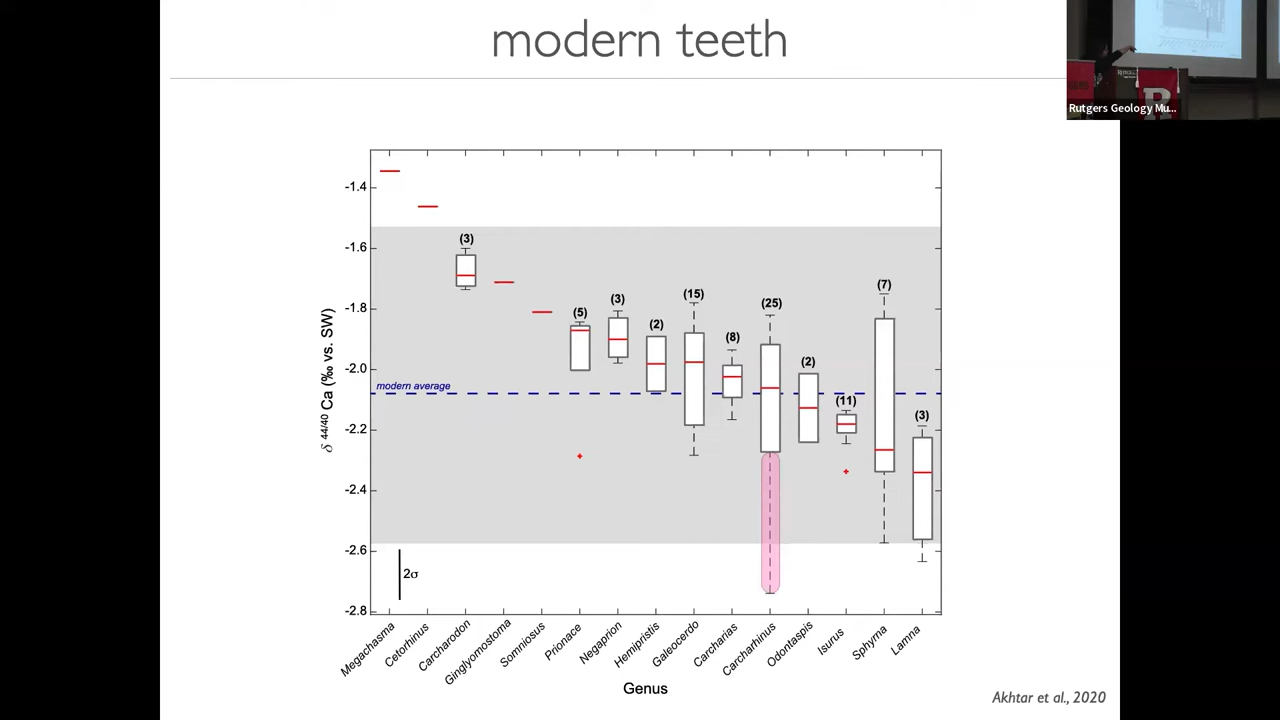 modern teeth
RUTGERS
R
Rutgers Geology Mu...
δ 44/40 Ca (‰ vs. SW)
-1.4
-1.6
-1.8
-2.0
-2.2
-2.4
-2.6
-2.8
(3)
(5)
(3)
(2)
(15)
(8)
(25)
(2)
(11)
(7)
(3)
modern average
2σ
Megachasma
Cetorhinus
Carcharodon
Ginglyomostoma
Somniosus
Prionace
Negaprion
Hemipristis
Galeocerdo
Carcharias
Carcharhinus
Odontaspis
Isurus
Sphyrna
Lamna
Genus
Akhtar et al., 2020